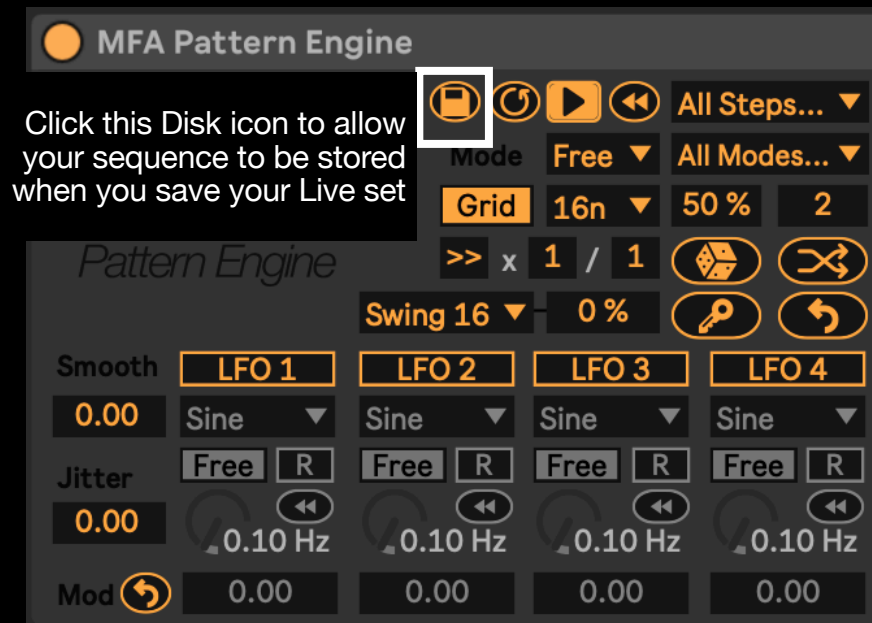 MFA Pattern Engine
Click this Disk icon to allow
your sequence to be stored
when you save your Live set
All Steps...
Mode Free All Modes...
Grid 16n 50 % 2
Pattern Engine >> x 1 / 1
Swing 16 0 %
Smooth LFO 1 LFO 2 LFO 3 LFO 4
0.00 Sine Sine Sine Sine
Jitter Free R Free R Free R Free R
0.00 0.10 Hz 0.10 Hz 0.10 Hz 0.10 Hz
Mod 0.00 0.00 0.00 0.00